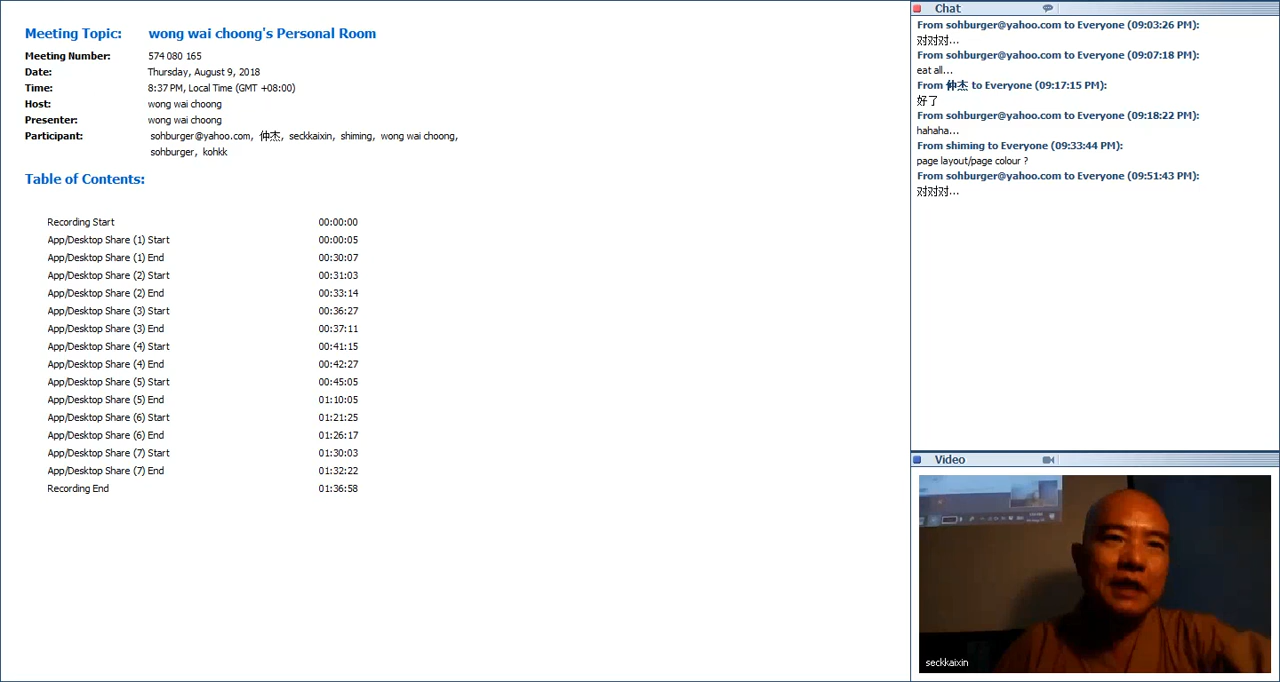 Meeting Topic: wong wai choong's Personal Room
Meeting Number: 574 080 165
Date: Thursday, August 9, 2018
Time: 8:37 PM, Local Time (GMT +08:00)
Host: wong wai choong
Presenter: wong wai choong
Participant: sohburger@yahoo.com, 仲杰, seckkaixin, shiming, wong wai choong,
sohburger, kohkk
Table of Contents:
Recording Start 00:00:00
App/Desktop Share (1) Start 00:00:05
App/Desktop Share (1) End 00:30:07
App/Desktop Share (2) Start 00:31:03
App/Desktop Share (2) End 00:33:14
App/Desktop Share (3) Start 00:36:27
App/Desktop Share (3) End 00:37:11
App/Desktop Share (4) Start 00:41:15
App/Desktop Share (4) End 00:42:27
App/Desktop Share (5) Start 00:45:05
App/Desktop Share (5) End 01:10:05
App/Desktop Share (6) Start 01:21:25
App/Desktop Share (6) End 01:26:17
App/Desktop Share (7) Start 01:30:03
App/Desktop Share (7) End 01:32:22
Recording End 01:36:58
Chat
From sohburger@yahoo.com to Everyone (09:03:26 PM):
对对对...
From sohburger@yahoo.com to Everyone (09:07:18 PM):
eat all...
From 仲杰 to Everyone (09:17:15 PM):
好了
From sohburger@yahoo.com to Everyone (09:18:22 PM):
hahaha...
From shiming to Everyone (09:33:44 PM):
page layout/page colour ?
From sohburger@yahoo.com to Everyone (09:51:43 PM):
对对对...
Video
seckkaixin